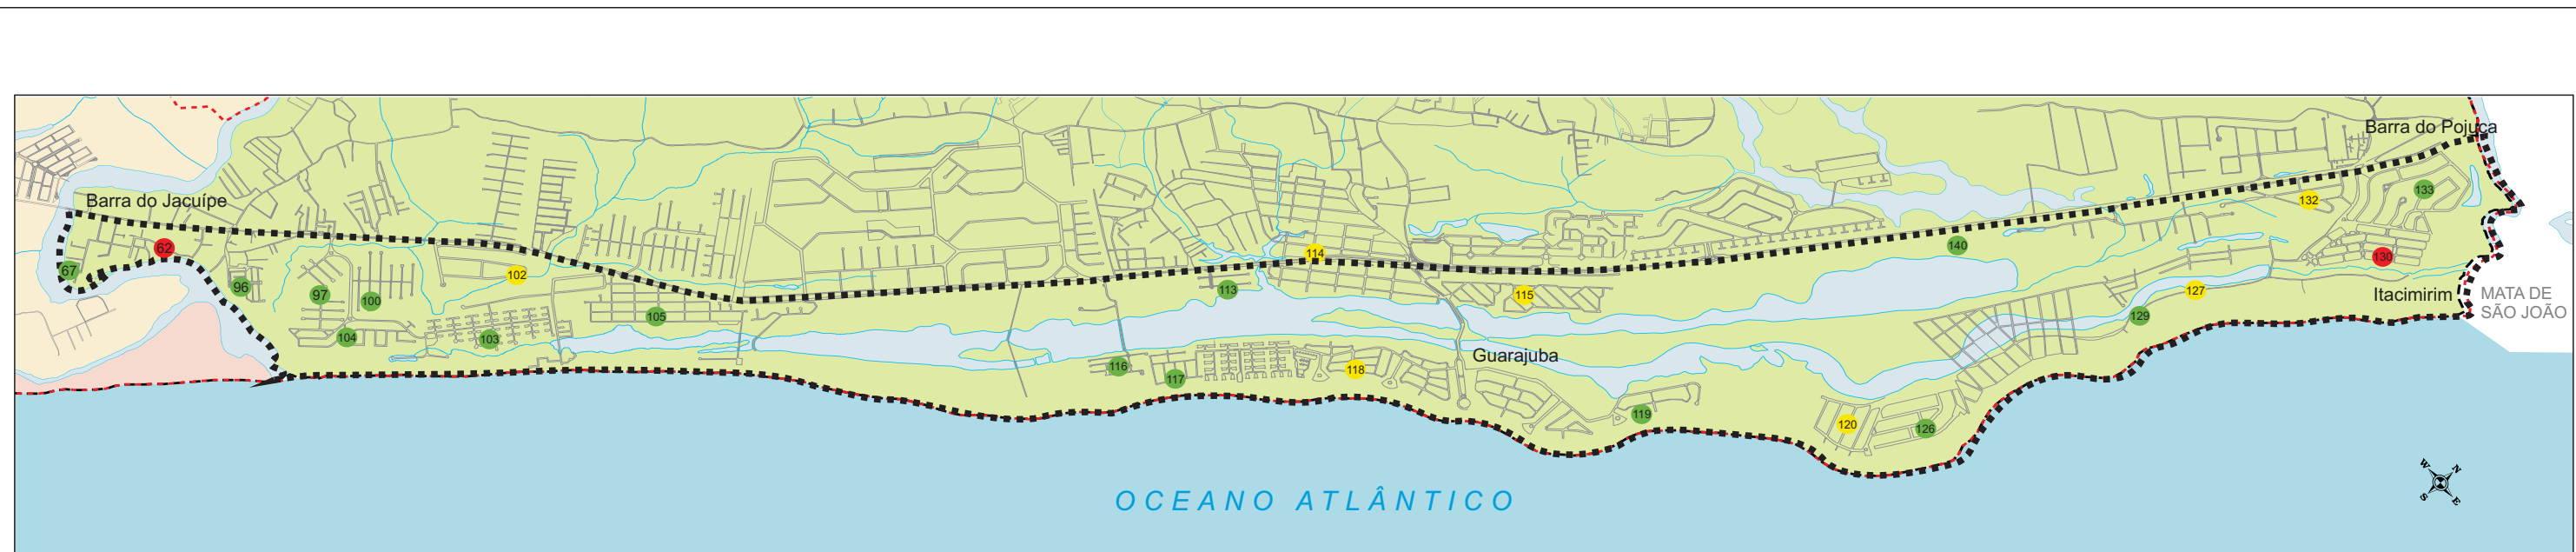 Barra do Pojuca
133
Barra do Jacuípe
132
62
114
140
130
67
102
96
97
100
113
115
127
Itacimirim
MATA DE
SÃO JOÃO
104
103
105
129
116
117
118
Guarajuba
119
120
126
OCEANO ATLÂNTICO
W
N
S
E